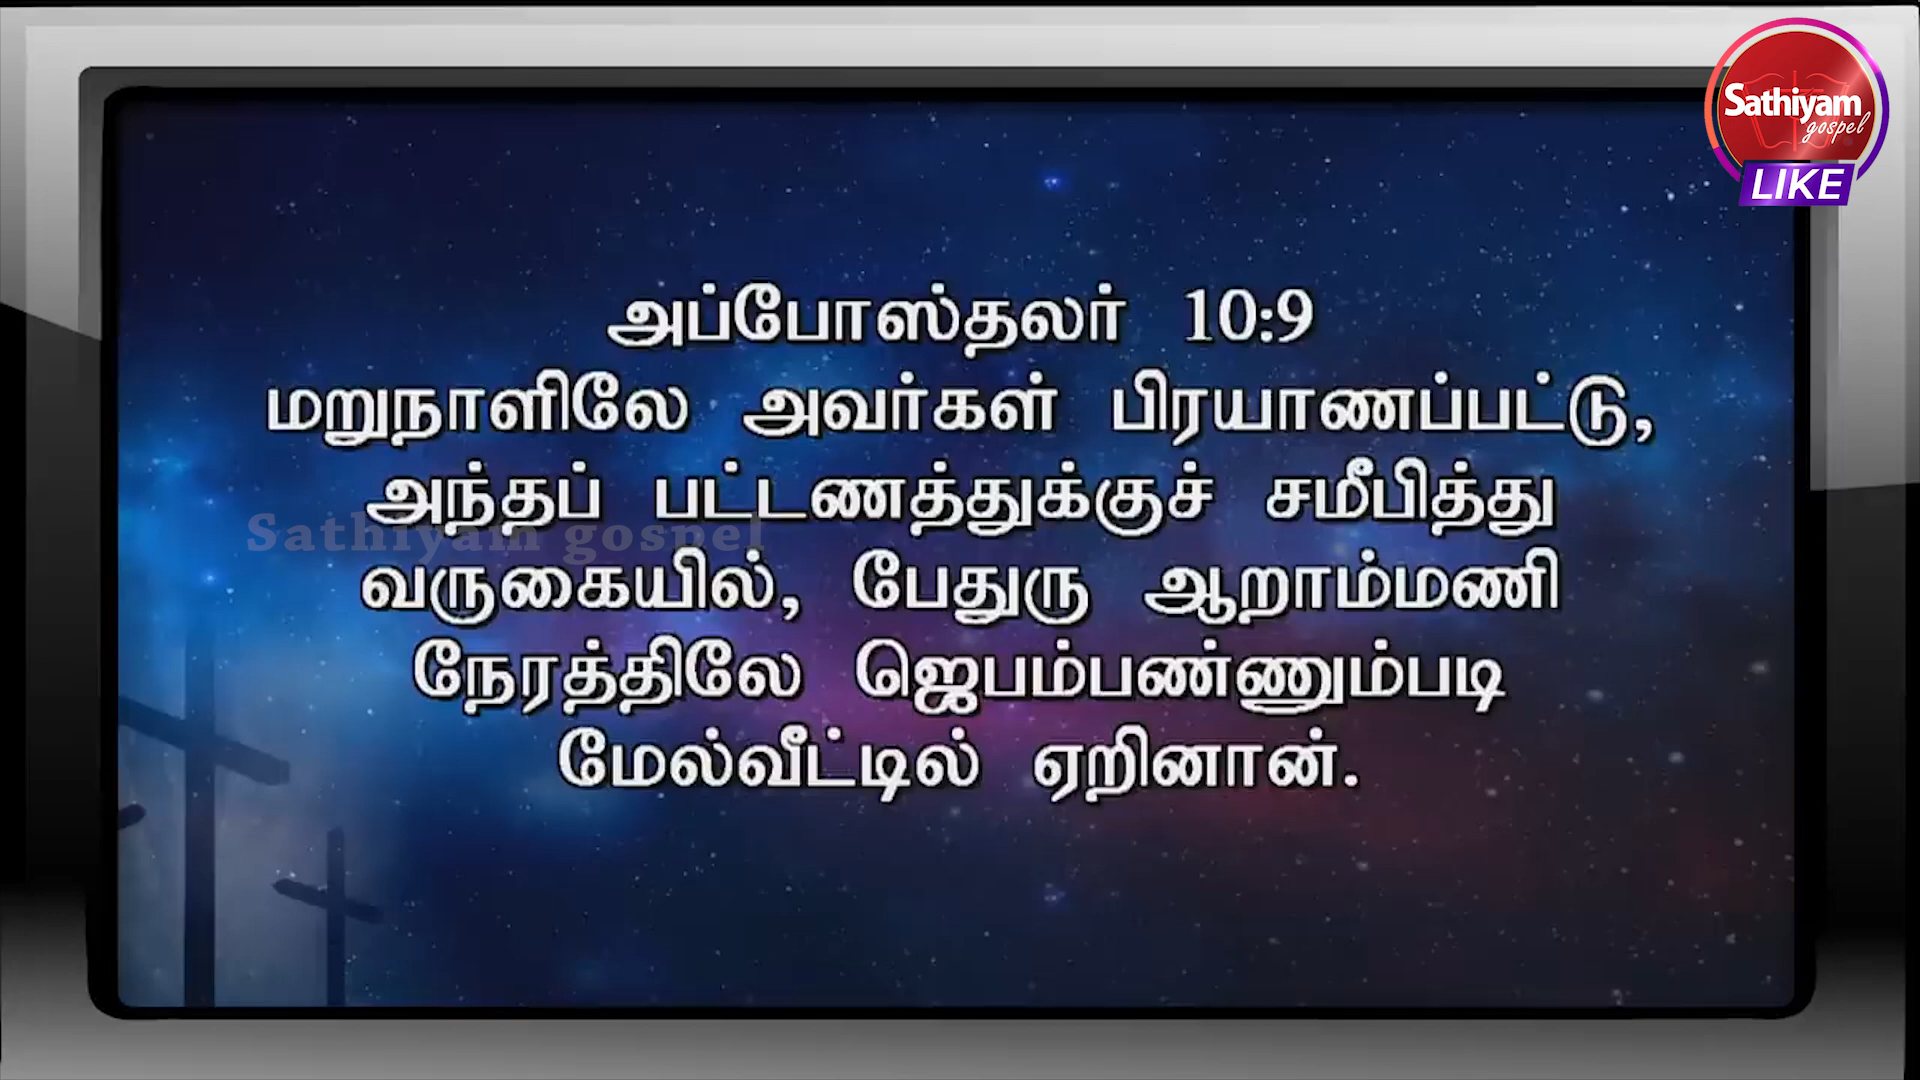 Sathiyam
gospel
LIKE
அப்போஸ்தலர் 10:9
மறுநாளிலே அவர்கள் பிரயாணப்பட்டு,
அந்தப் பட்டணத்துக்குச் சமீபித்து
Sathiyam gospel
வருகையில், பேதுரு ஆறாம்மணி
நேரத்திலே ஜெபம்பண்ணும்படி
மேல்வீட்டில் ஏறினான்.